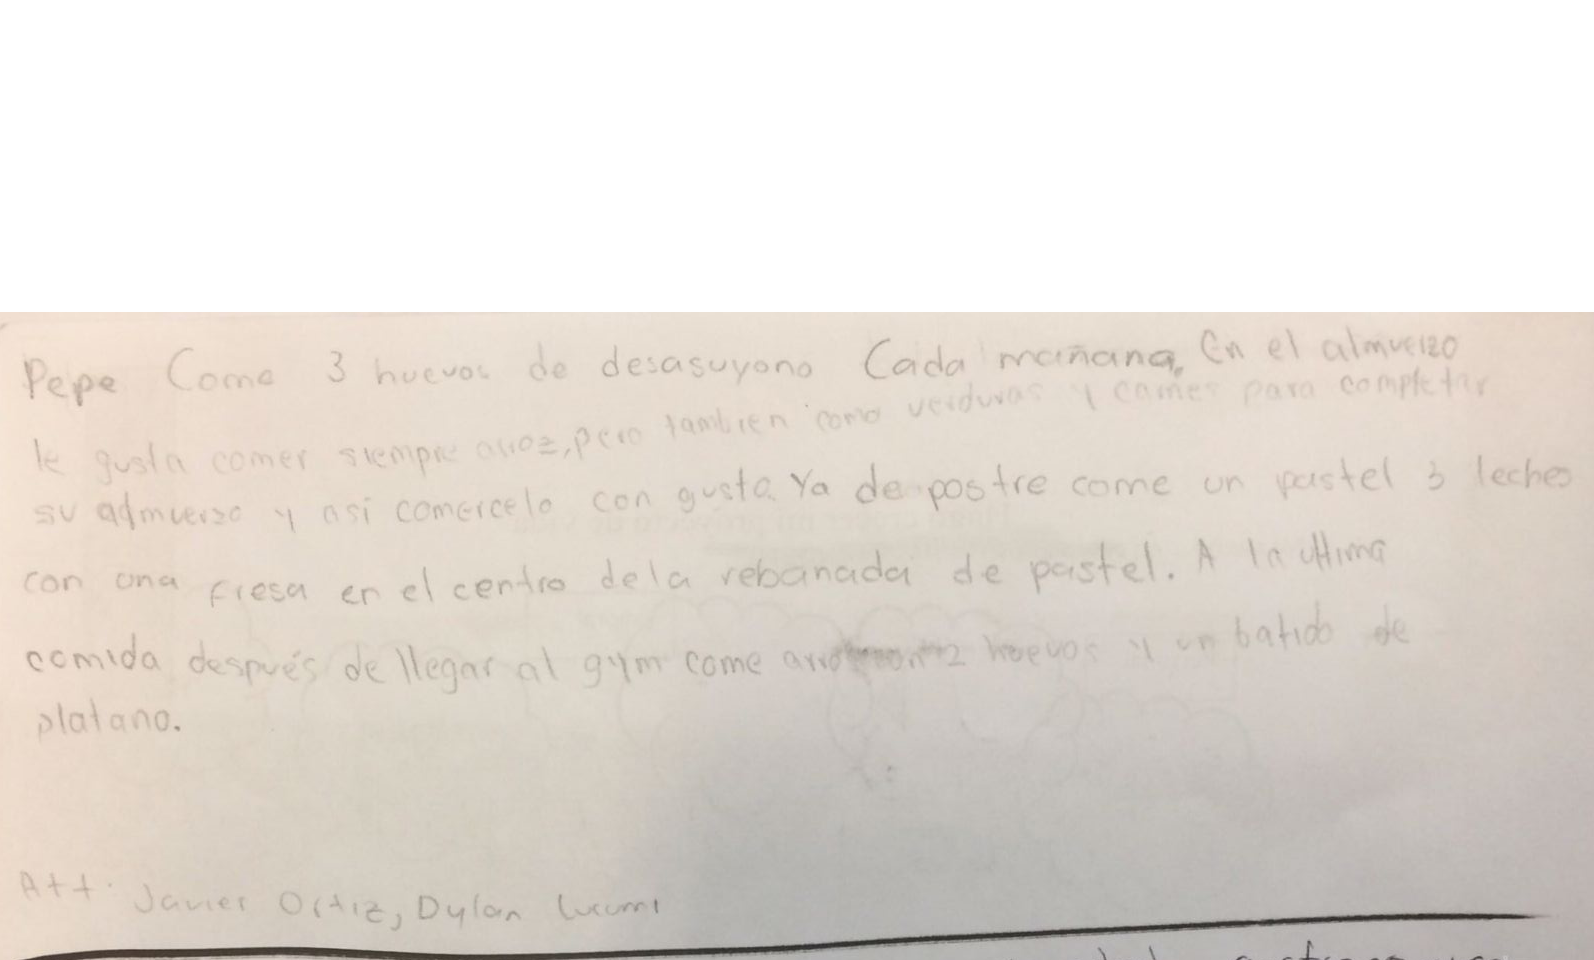 Pepe Come 3 huevos de desasuyono Cada mañana, En el almuerzo
le gusta comer siempre arroz, pero tambien come verduras y carnes para completar
su admuerzo y asi comercelo con gusto. Ya de postre come un pastel 3 leches
con una fresa en el centro dela rebanada de pastel. A la ultima
comida después de llegar al gym come 2 huevos y un batido de
platano.
Att: Javier Ortiz, Dylan Lucumi